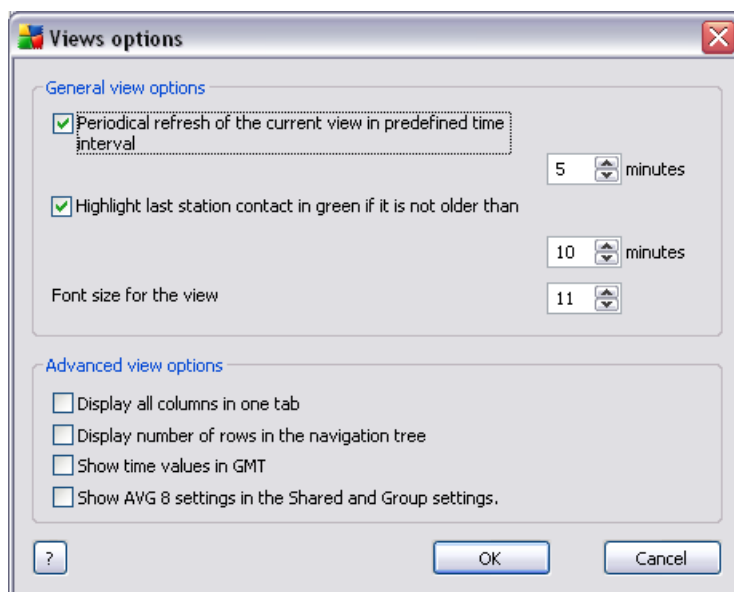 Views options
General view options
Periodical refresh of the current view in predefined time
interval
5 minutes
Highlight last station contact in green if it is not older than
10 minutes
Font size for the view
11
Advanced view options
Display all columns in one tab
Display number of rows in the navigation tree
Show time values in GMT
Show AVG 8 settings in the Shared and Group settings.
?
OK
Cancel